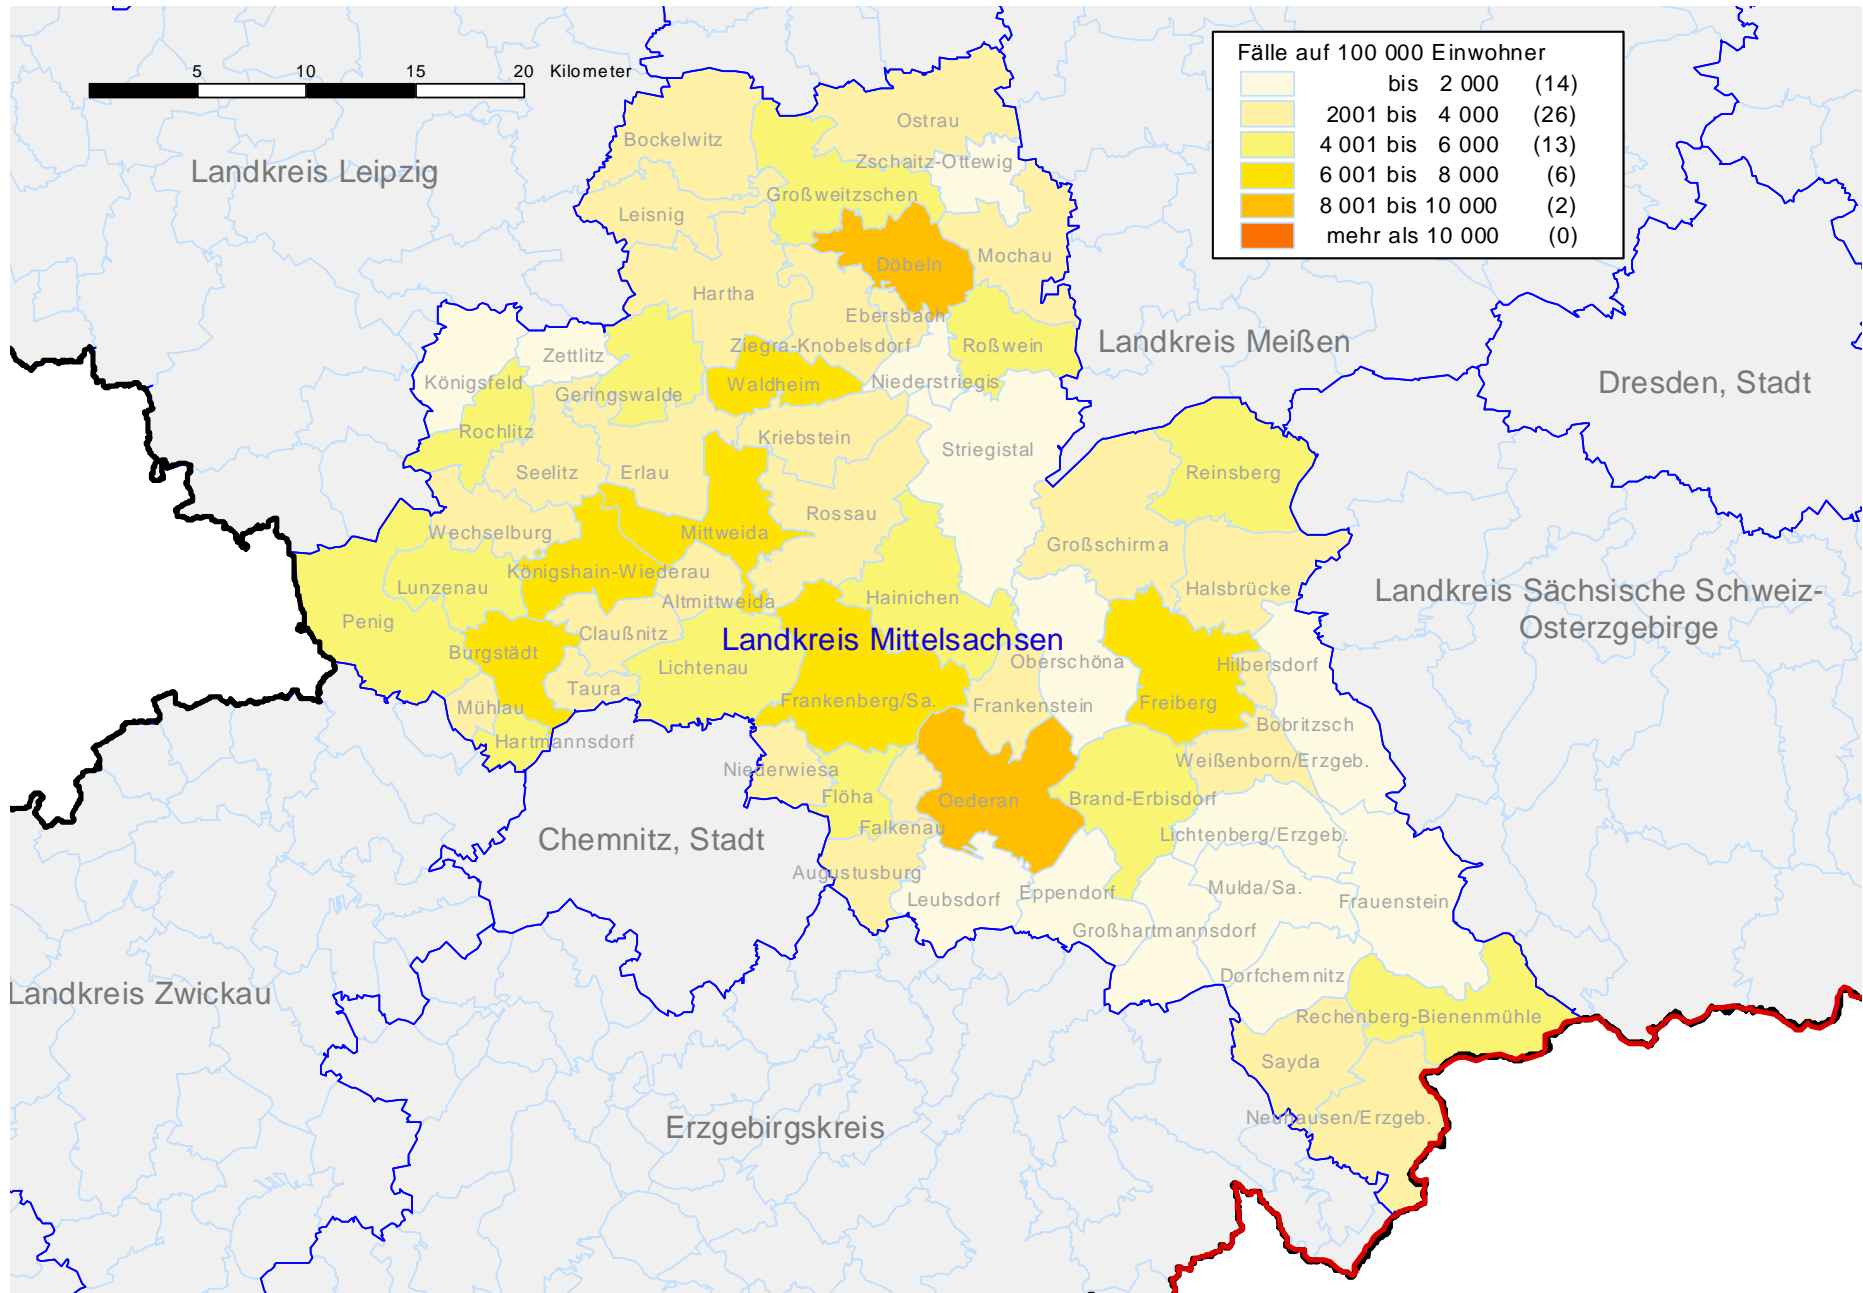 5 10 15 20 Kilometer
Fälle auf 100 000 Einwohner
bis 2 000 (14)
2001 bis 4 000 (26)
4 001 bis 6 000 (13)
6 001 bis 8 000 (6)
8 001 bis 10 000 (2)
mehr als 10 000 (0)
Ostrau
Bockelwitz
Zschaitz-Ottewig
Landkreis Leipzig
Großweitzschen
Leisnig
Mochau
Döbeln
Hartha
Ebersbach
Landkreis Meißen
Ziegra-Knobelsdorf
Roßwein
Zettlitz
Königsfeld
Waldheim
Niederstriegis
Dresden, Stadt
Geringswalde
Rochlitz
Kriebstein
Striegistal
Seelitz
Erlau
Reinsberg
Rossau
Wechselburg
Mittweida
Großschirma
Königshain-Wiederau
Lunzenau
Halsbrücke
Landkreis Sächsische Schweiz-
Osterzgebirge
Altmittweida
Hainichen
Penig
Claußnitz
Landkreis Mittelsachsen
Burgstädt
Lichtenau
Oberschöna
Hilbersdorf
Taura
Frankenberg/Sa.
Frankenstein
Freiberg
Mühlau
Bobritzsch
Hartmannsdorf
Weißenborn/Erzgeb.
Niederwiesa
Flöha
Oederan
Brand-Erbisdorf
Falkenau
Lichtenberg/Erzgeb.
Chemnitz, Stadt
Augustusburg
Leubsdorf
Eppendorf
Mulda/Sa.
Frauenstein
Großhartmannsdorf
Dorfchemnitz
Landkreis Zwickau
Rechenberg-Bienenmühle
Sayda
Neuhausen/Erzgeb.
Erzgebirgskreis